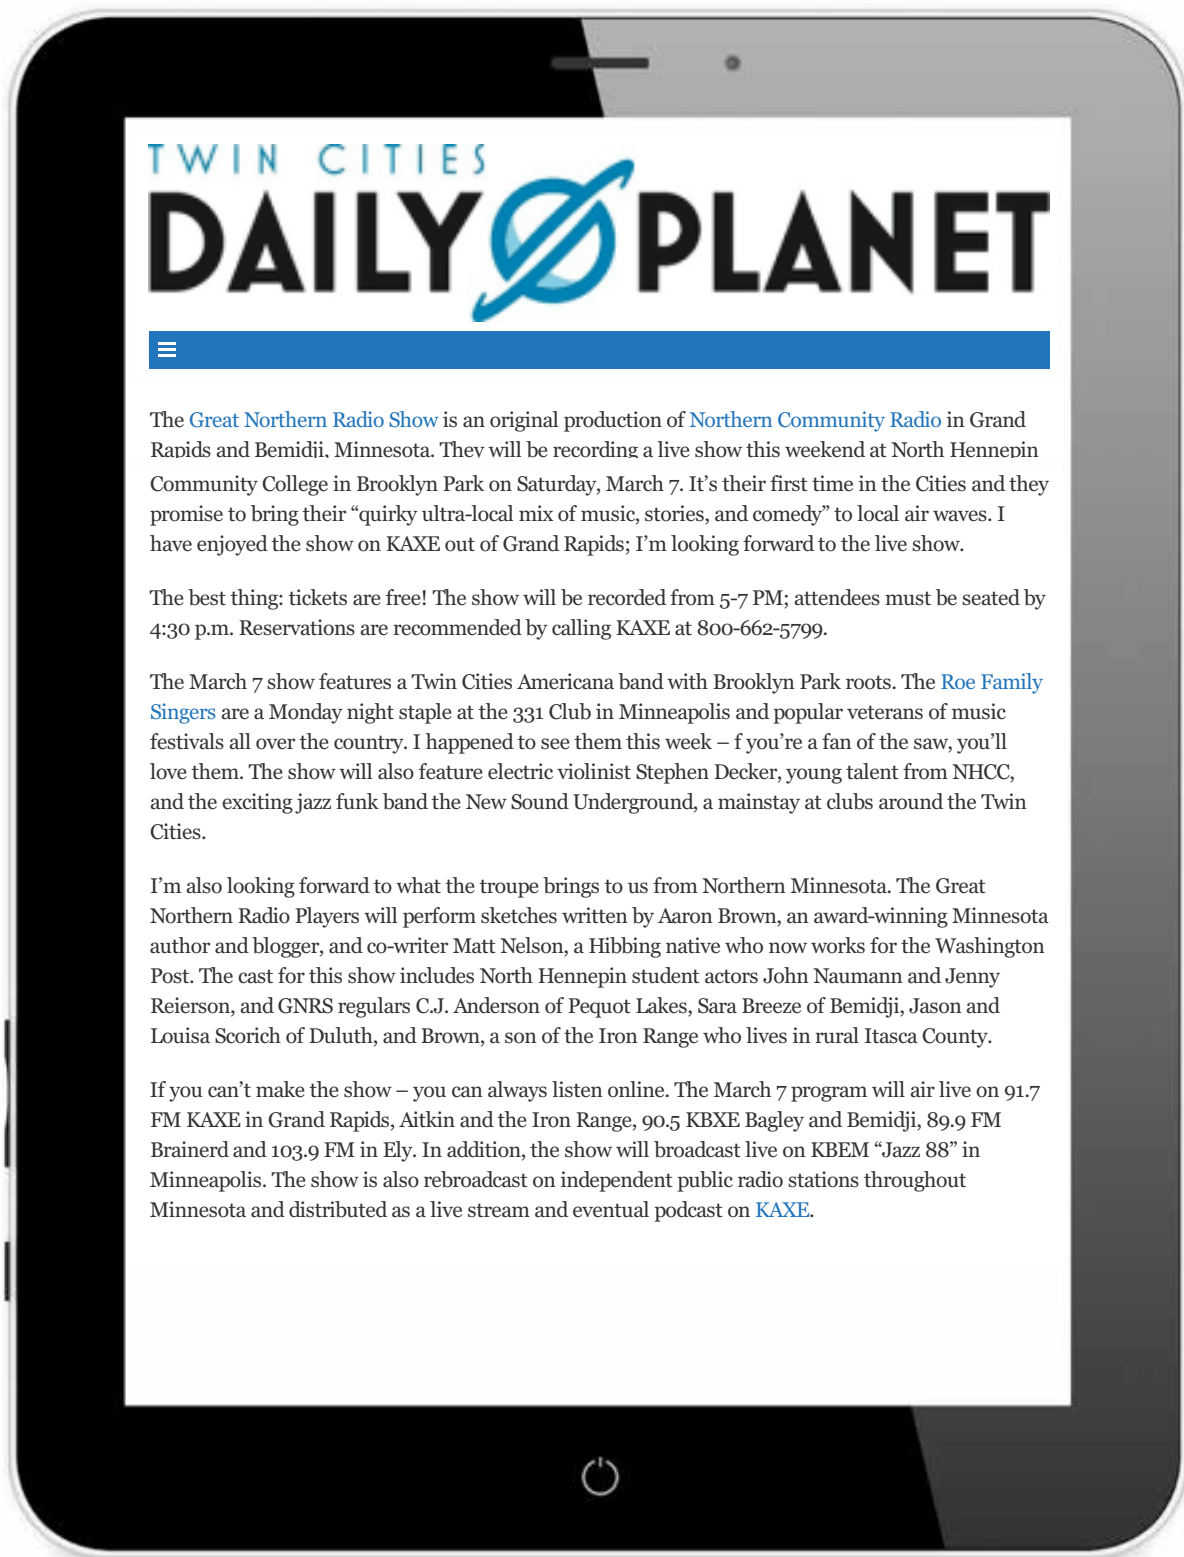 TWIN CITIES
DAILY PLANET
The Great Northern Radio Show is an original production of Northern Community Radio in Grand
Rapids and Bemidji, Minnesota. They will be recording a live show this weekend at North Hennepin
Community College in Brooklyn Park on Saturday, March 7. It’s their first time in the Cities and they
promise to bring their “quirky ultra-local mix of music, stories, and comedy” to local air waves. I
have enjoyed the show on KAXE out of Grand Rapids; I’m looking forward to the live show.
The best thing: tickets are free! The show will be recorded from 5-7 PM; attendees must be seated by
4:30 p.m. Reservations are recommended by calling KAXE at 800-662-5799.
The March 7 show features a Twin Cities Americana band with Brooklyn Park roots. The Roe Family
Singers are a Monday night staple at the 331 Club in Minneapolis and popular veterans of music
festivals all over the country. I happened to see them this week – f you’re a fan of the saw, you’ll
love them. The show will also feature electric violinist Stephen Decker, young talent from NHCC,
and the exciting jazz funk band the New Sound Underground, a mainstay at clubs around the Twin
Cities.
I’m also looking forward to what the troupe brings to us from Northern Minnesota. The Great
Northern Radio Players will perform sketches written by Aaron Brown, an award-winning Minnesota
author and blogger, and co-writer Matt Nelson, a Hibbing native who now works for the Washington
Post. The cast for this show includes North Hennepin student actors John Naumann and Jenny
Reierson, and GNRS regulars C.J. Anderson of Pequot Lakes, Sara Breeze of Bemidji, Jason and
Louisa Scorich of Duluth, and Brown, a son of the Iron Range who lives in rural Itasca County.
If you can’t make the show – you can always listen online. The March 7 program will air live on 91.7
FM KAXE in Grand Rapids, Aitkin and the Iron Range, 90.5 KBXE Bagley and Bemidji, 89.9 FM
Brainerd and 103.9 FM in Ely. In addition, the show will broadcast live on KBEM “Jazz 88” in
Minneapolis. The show is also rebroadcast on independent public radio stations throughout
Minnesota and distributed as a live stream and eventual podcast on KAXE.